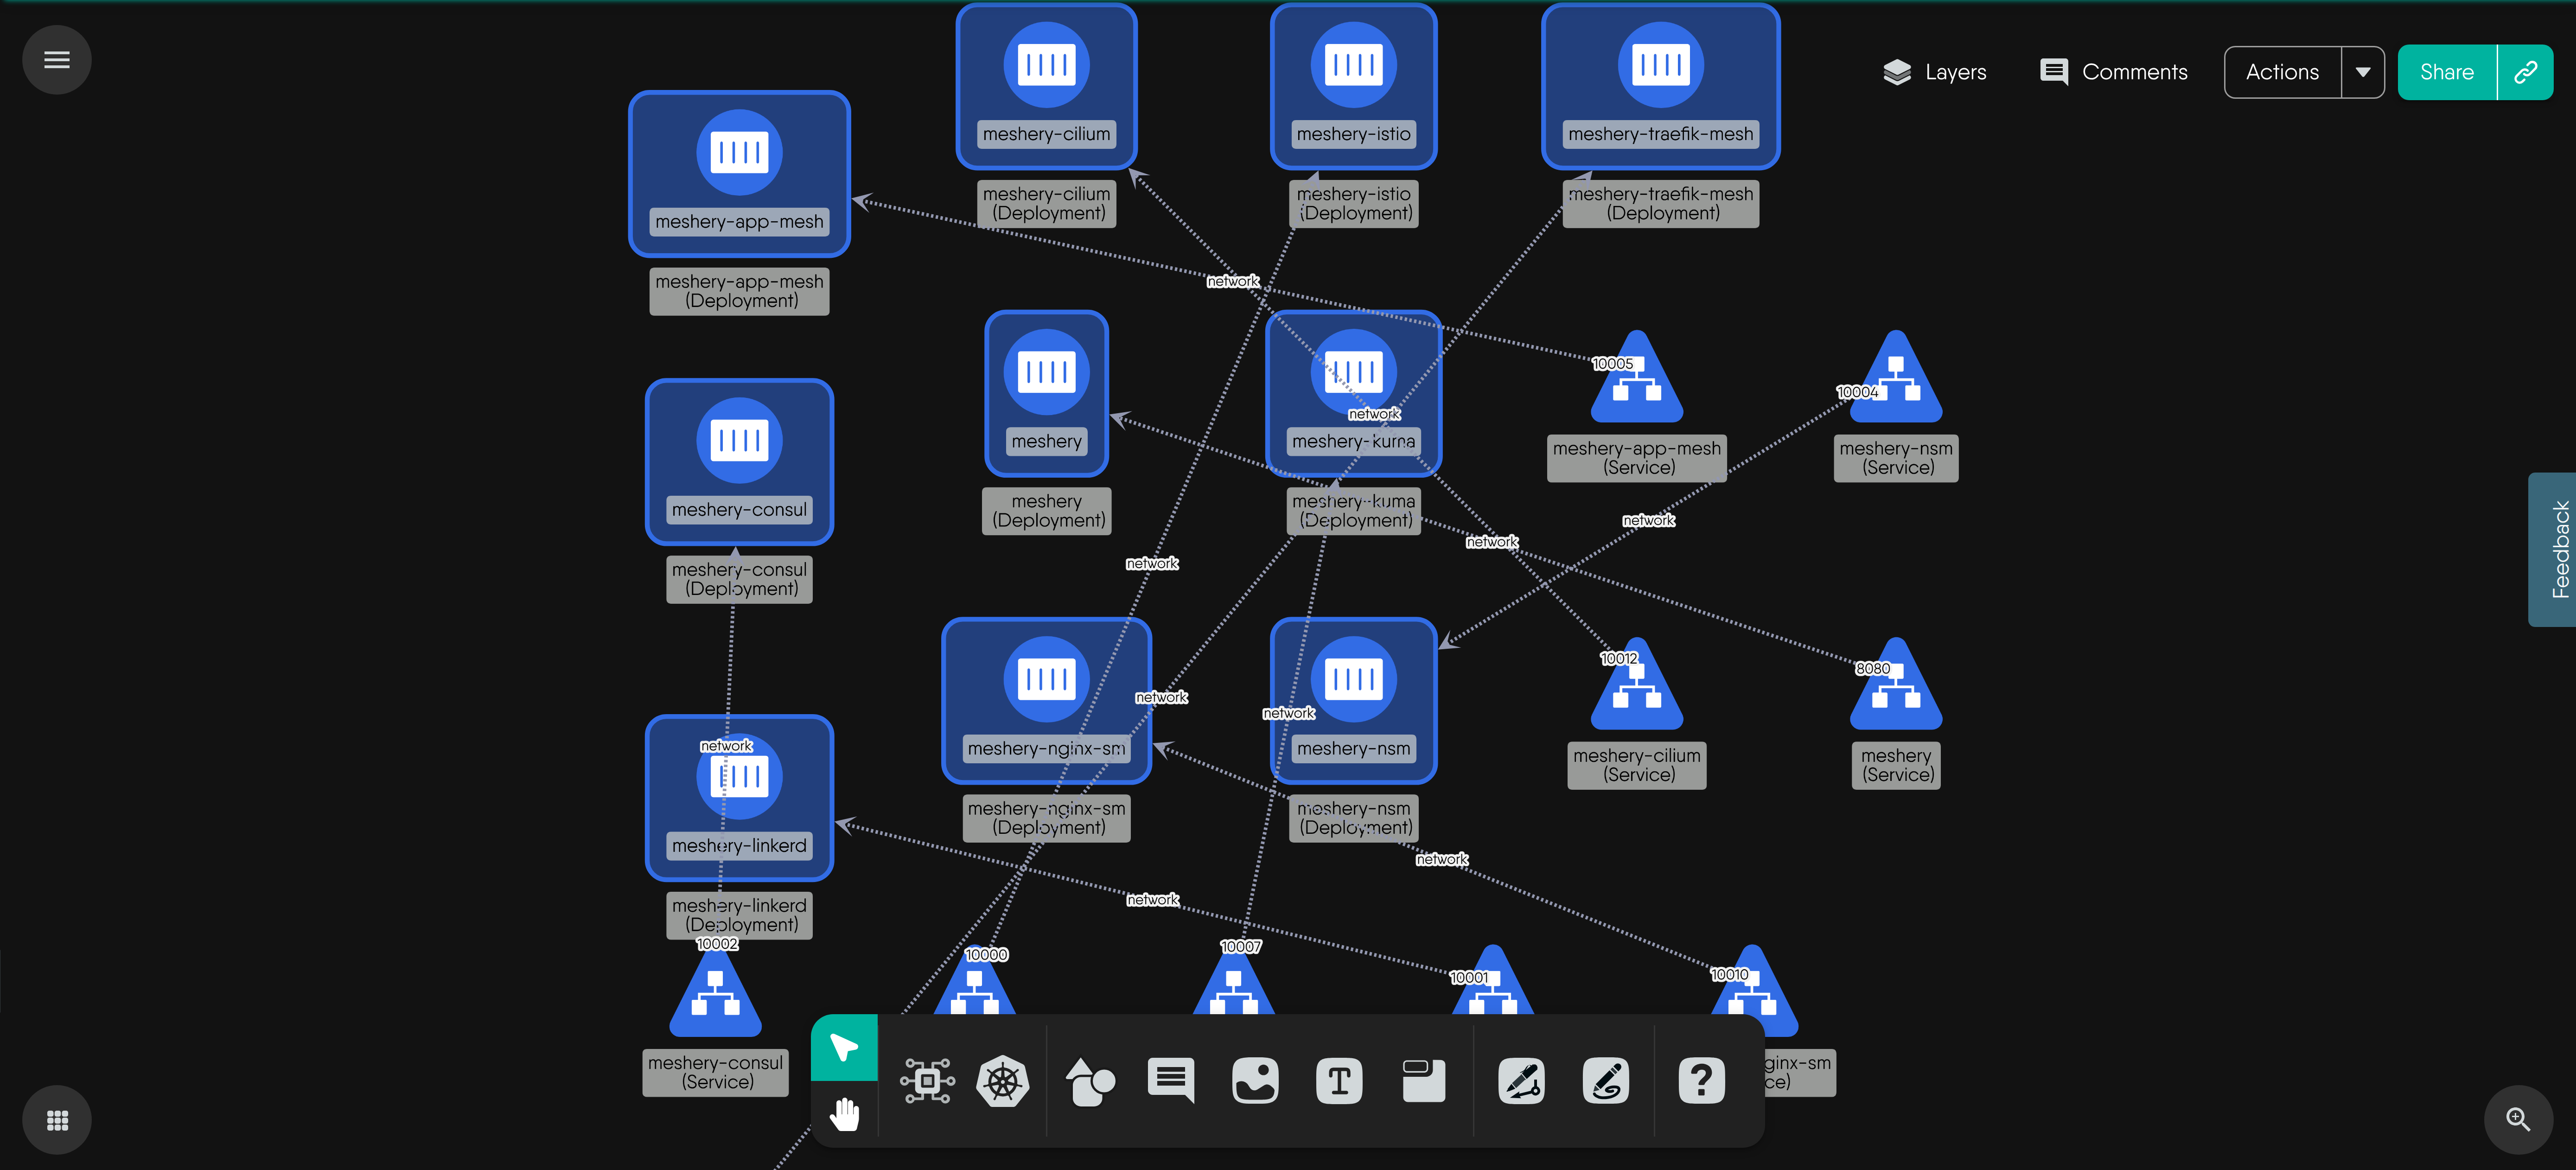 meshery-cilium
meshery-istio
meshery-traefik-mesh
Layers
Comments
Actions
Share
meshery-app-mesh
meshery-cilium
(Deployment)
meshery-istio
(Deployment)
meshery-traefik-mesh
(Deployment)
meshery-app-mesh
(Deployment)
network
meshery
meshery-kuma
network
10005
10004
meshery-app-mesh
(Service)
meshery-nsm
(Service)
meshery-consul
meshery
(Deployment)
meshery-kuma
(Deployment)
network
network
network
Feedback
meshery-consul
(Deployment)
10012
8080
network
network
meshery-nginx-sm
meshery-nsm
meshery-cilium
(Service)
meshery
(Service)
network
meshery-linkerd
meshery-nginx-sm
(Deployment)
meshery-nsm
(Deployment)
network
network
meshery-linkerd
(Deployment)
10002
10000
10007
10001
10010
meshery-consul
(Service)
ginx-sm
ce)
T
?